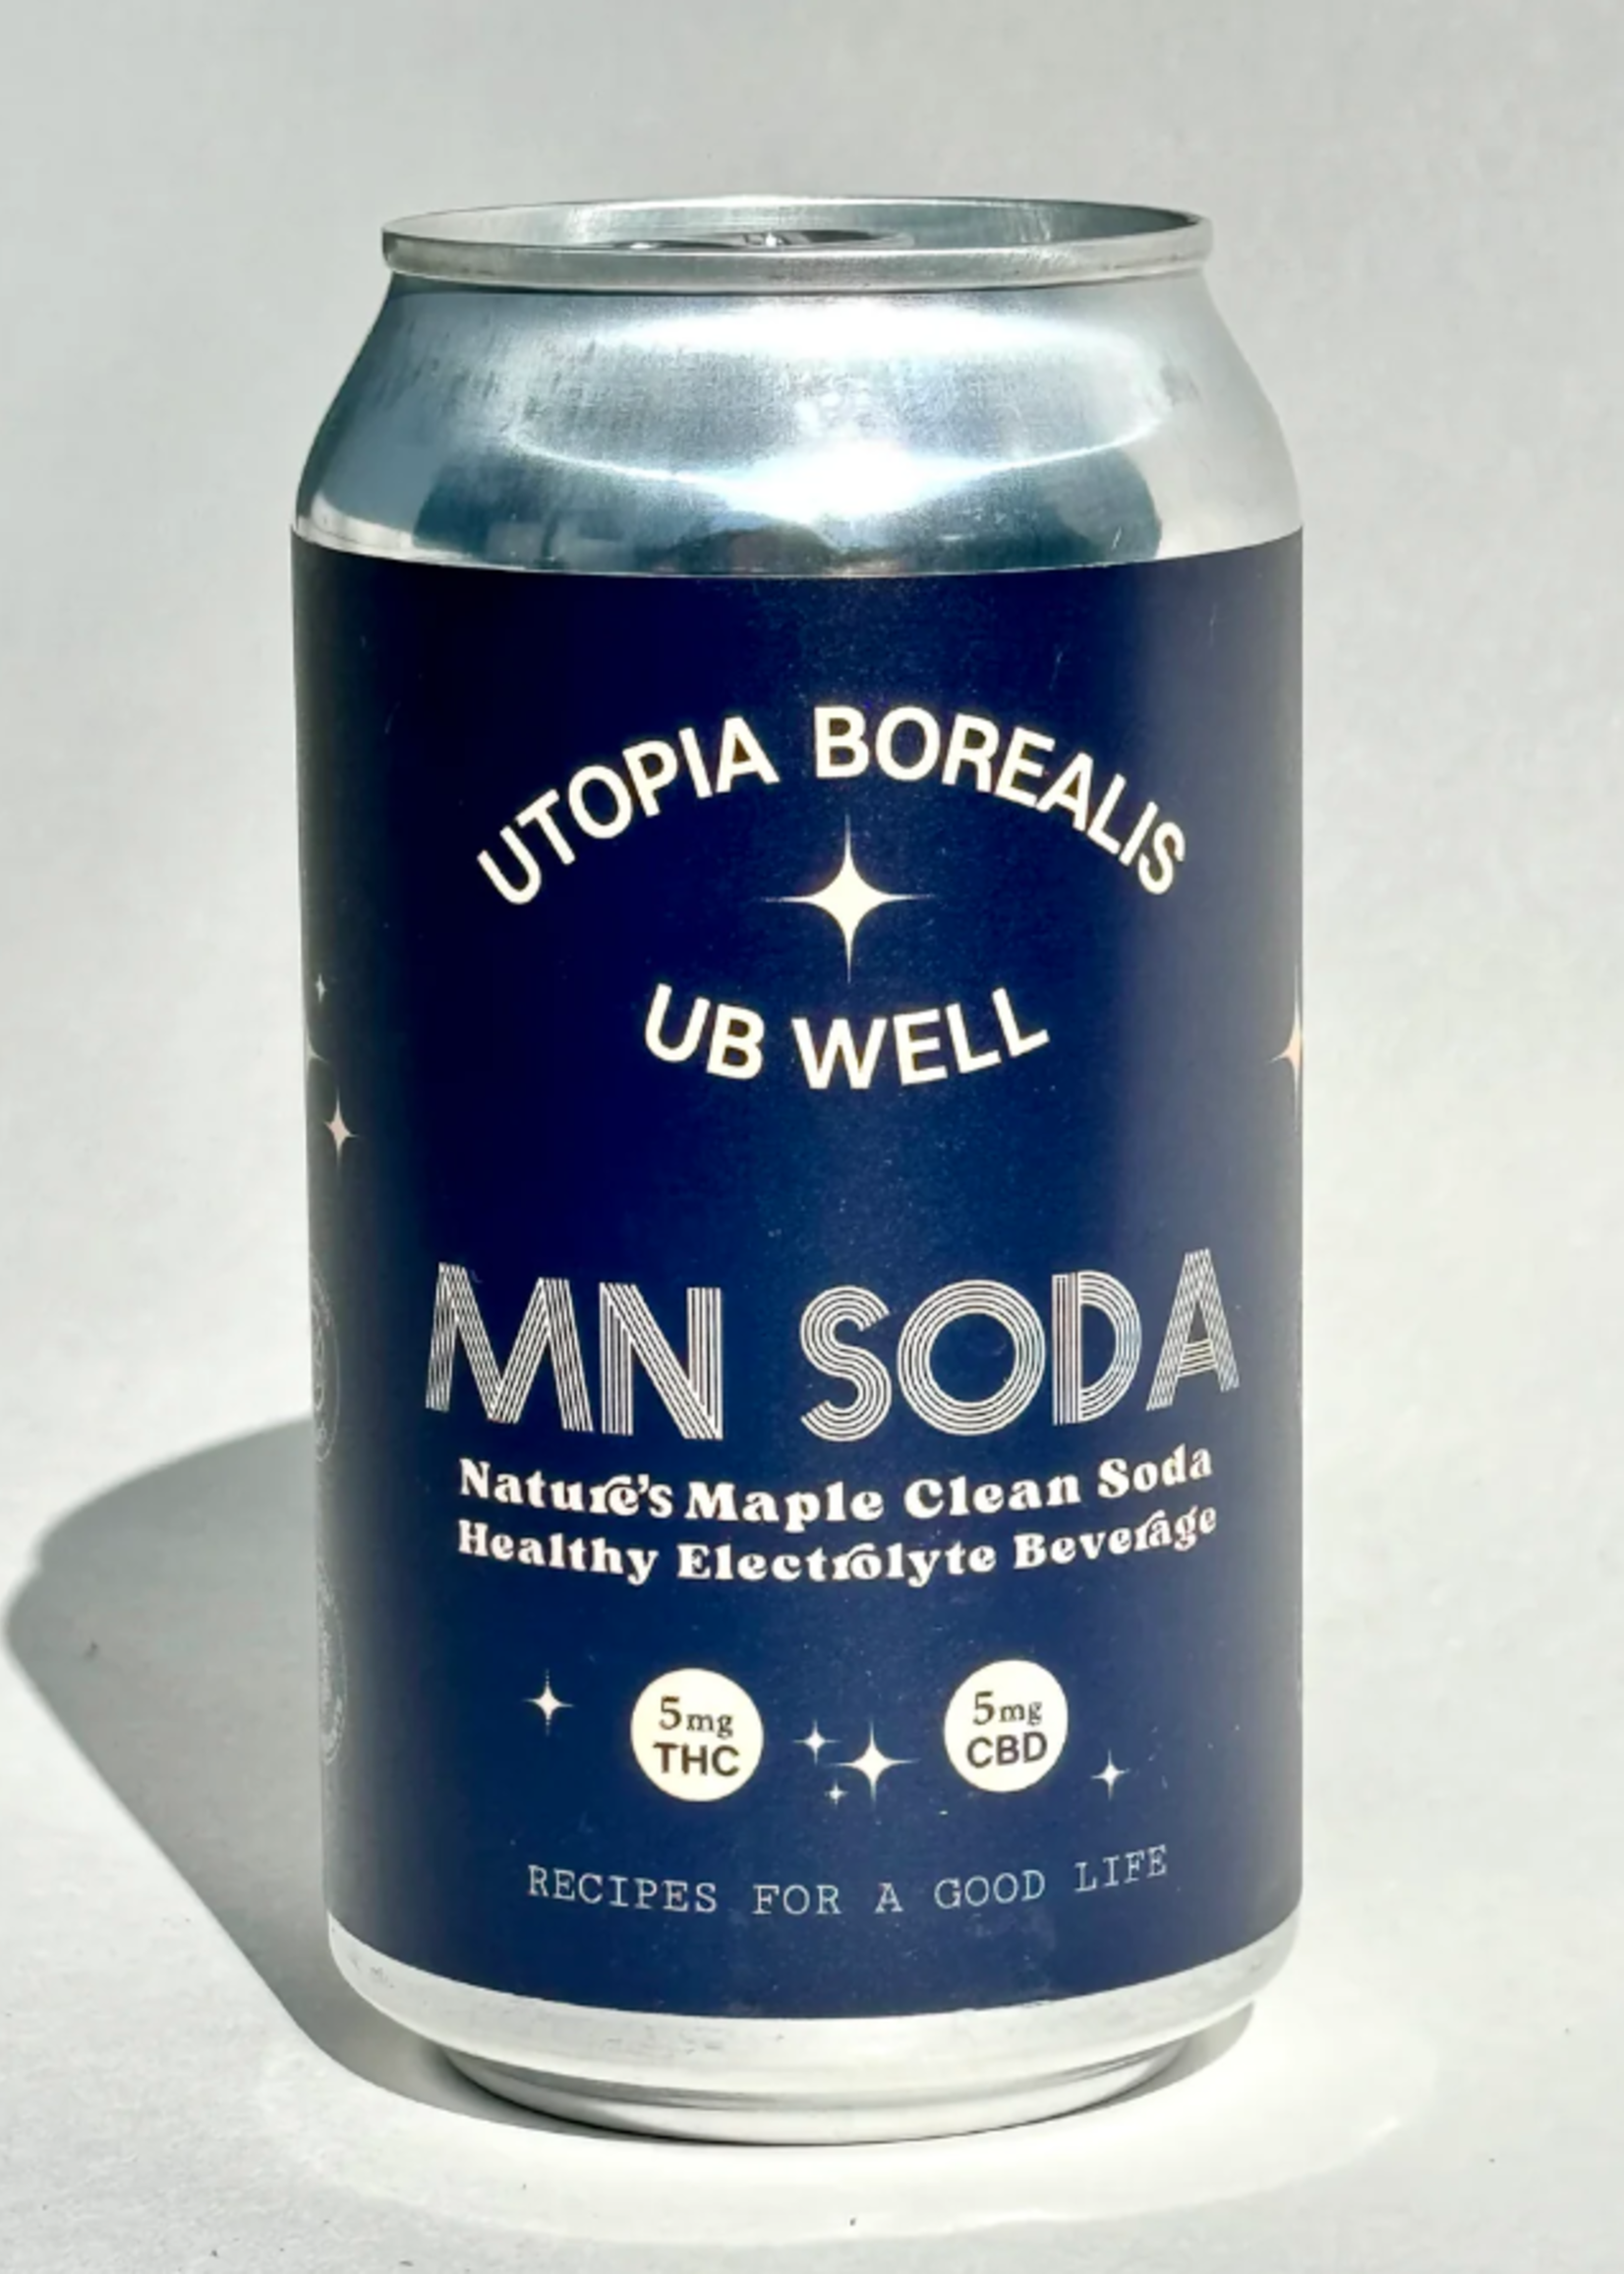 UTOPIA BOREALIS
UB WELL
MN SODA
Nature's Maple Clean Soda
Healthy Electrolyte Beverage
5mg
THC
5mg
CBD
RECIPES FOR A GOOD LIFE